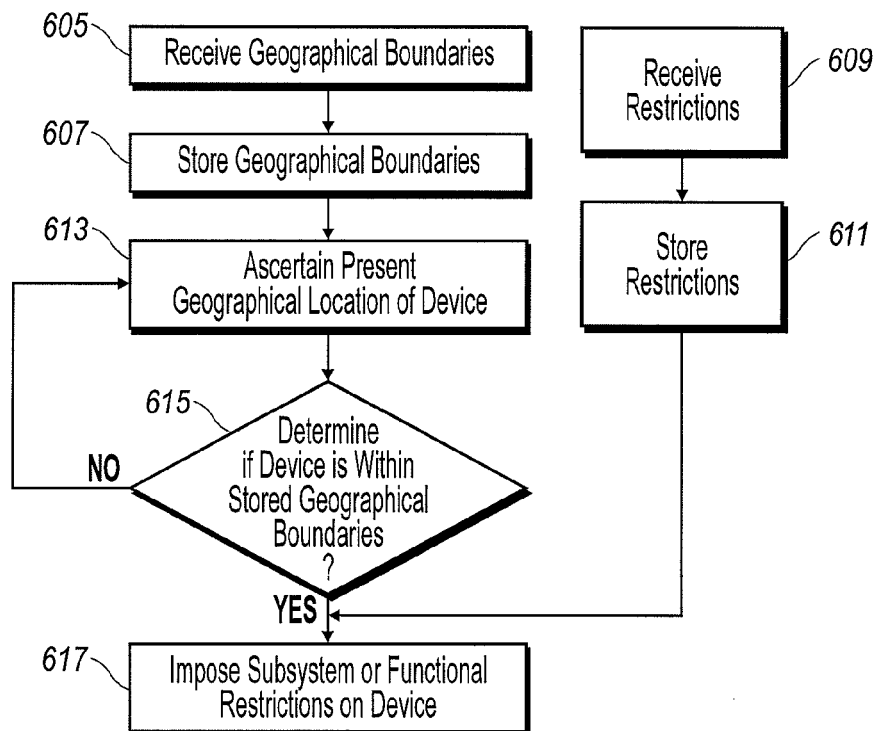 605
Receive Geographical Boundaries
609
Receive
Restrictions
607
Store Geographical Boundaries
613
Ascertain Present
Geographical Location of Device
611
Store
Restrictions
615
Determine
if Device is Within
Stored Geographical
Boundaries
?
NO
YES
617
Impose Subsystem or Functional
Restrictions on Device